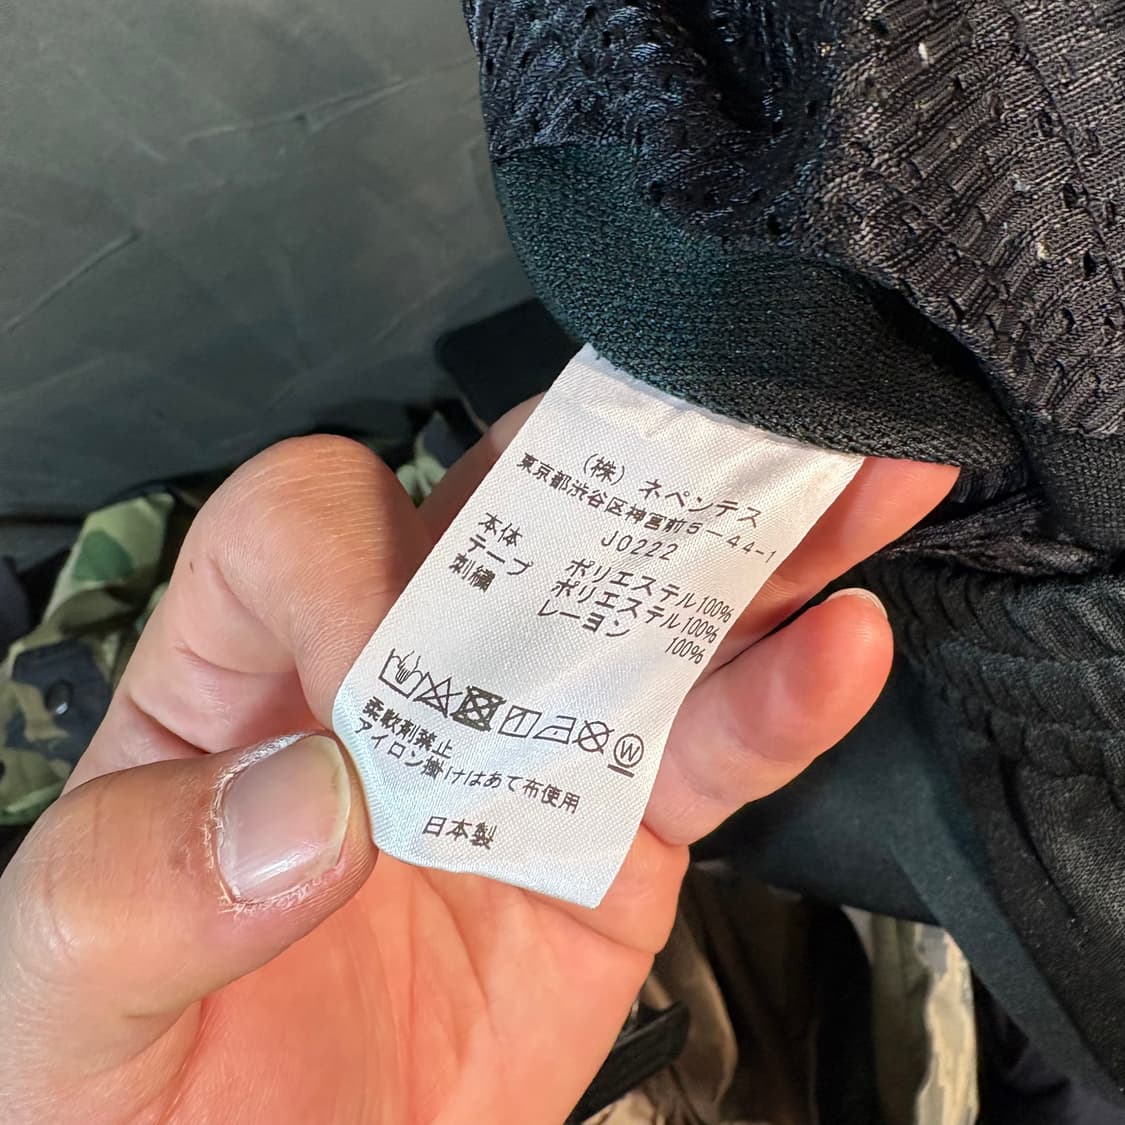 (株) ネペンテス
東京都渋谷区神宮前5-44-1
J0222
本体 ポリエステル100%
テープ ポリエステル100%
刺繍 レーヨン 100%
W
柔軟剤禁止
アイロン掛けはあて布使用
日本製